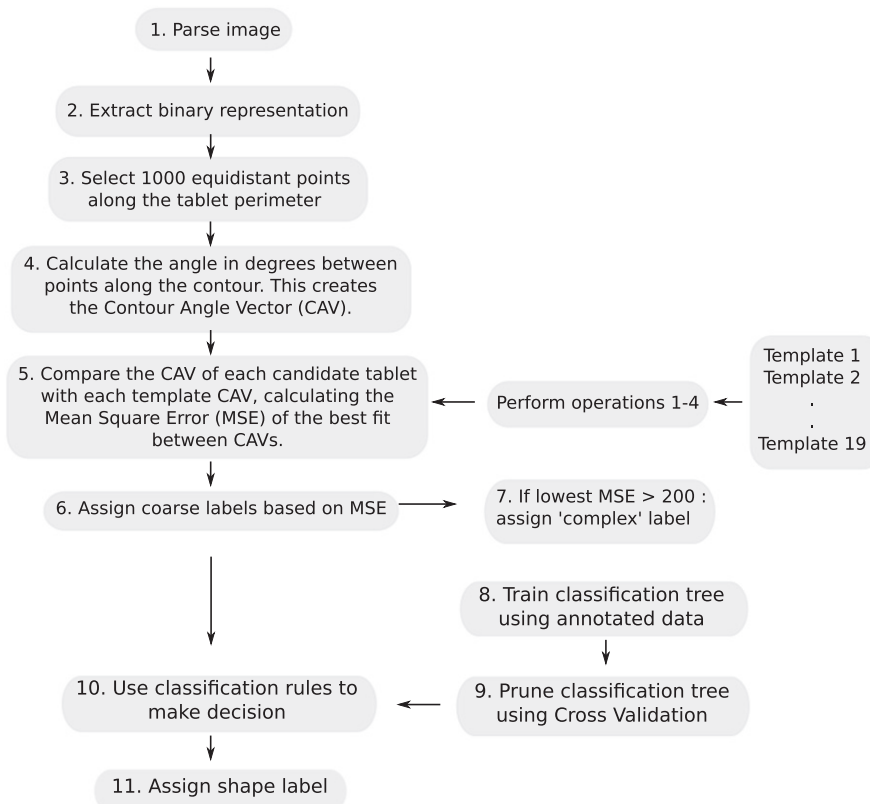 1. Parse image
2. Extract binary representation
3. Select 1000 equidistant points
along the tablet perimeter
4. Calculate the angle in degrees between
points along the contour. This creates
the Contour Angle Vector (CAV).
5. Compare the CAV of each candidate tablet
with each template CAV, calculating the
Mean Square Error (MSE) of the best fit
between CAVs.
Perform operations 1-4
Template 1
Template 2
.
.
Template 19
6. Assign coarse labels based on MSE
7. If lowest MSE > 200 :
assign 'complex' label
8. Train classification tree
using annotated data
9. Prune classification tree
using Cross Validation
10. Use classification rules to
make decision
11. Assign shape label